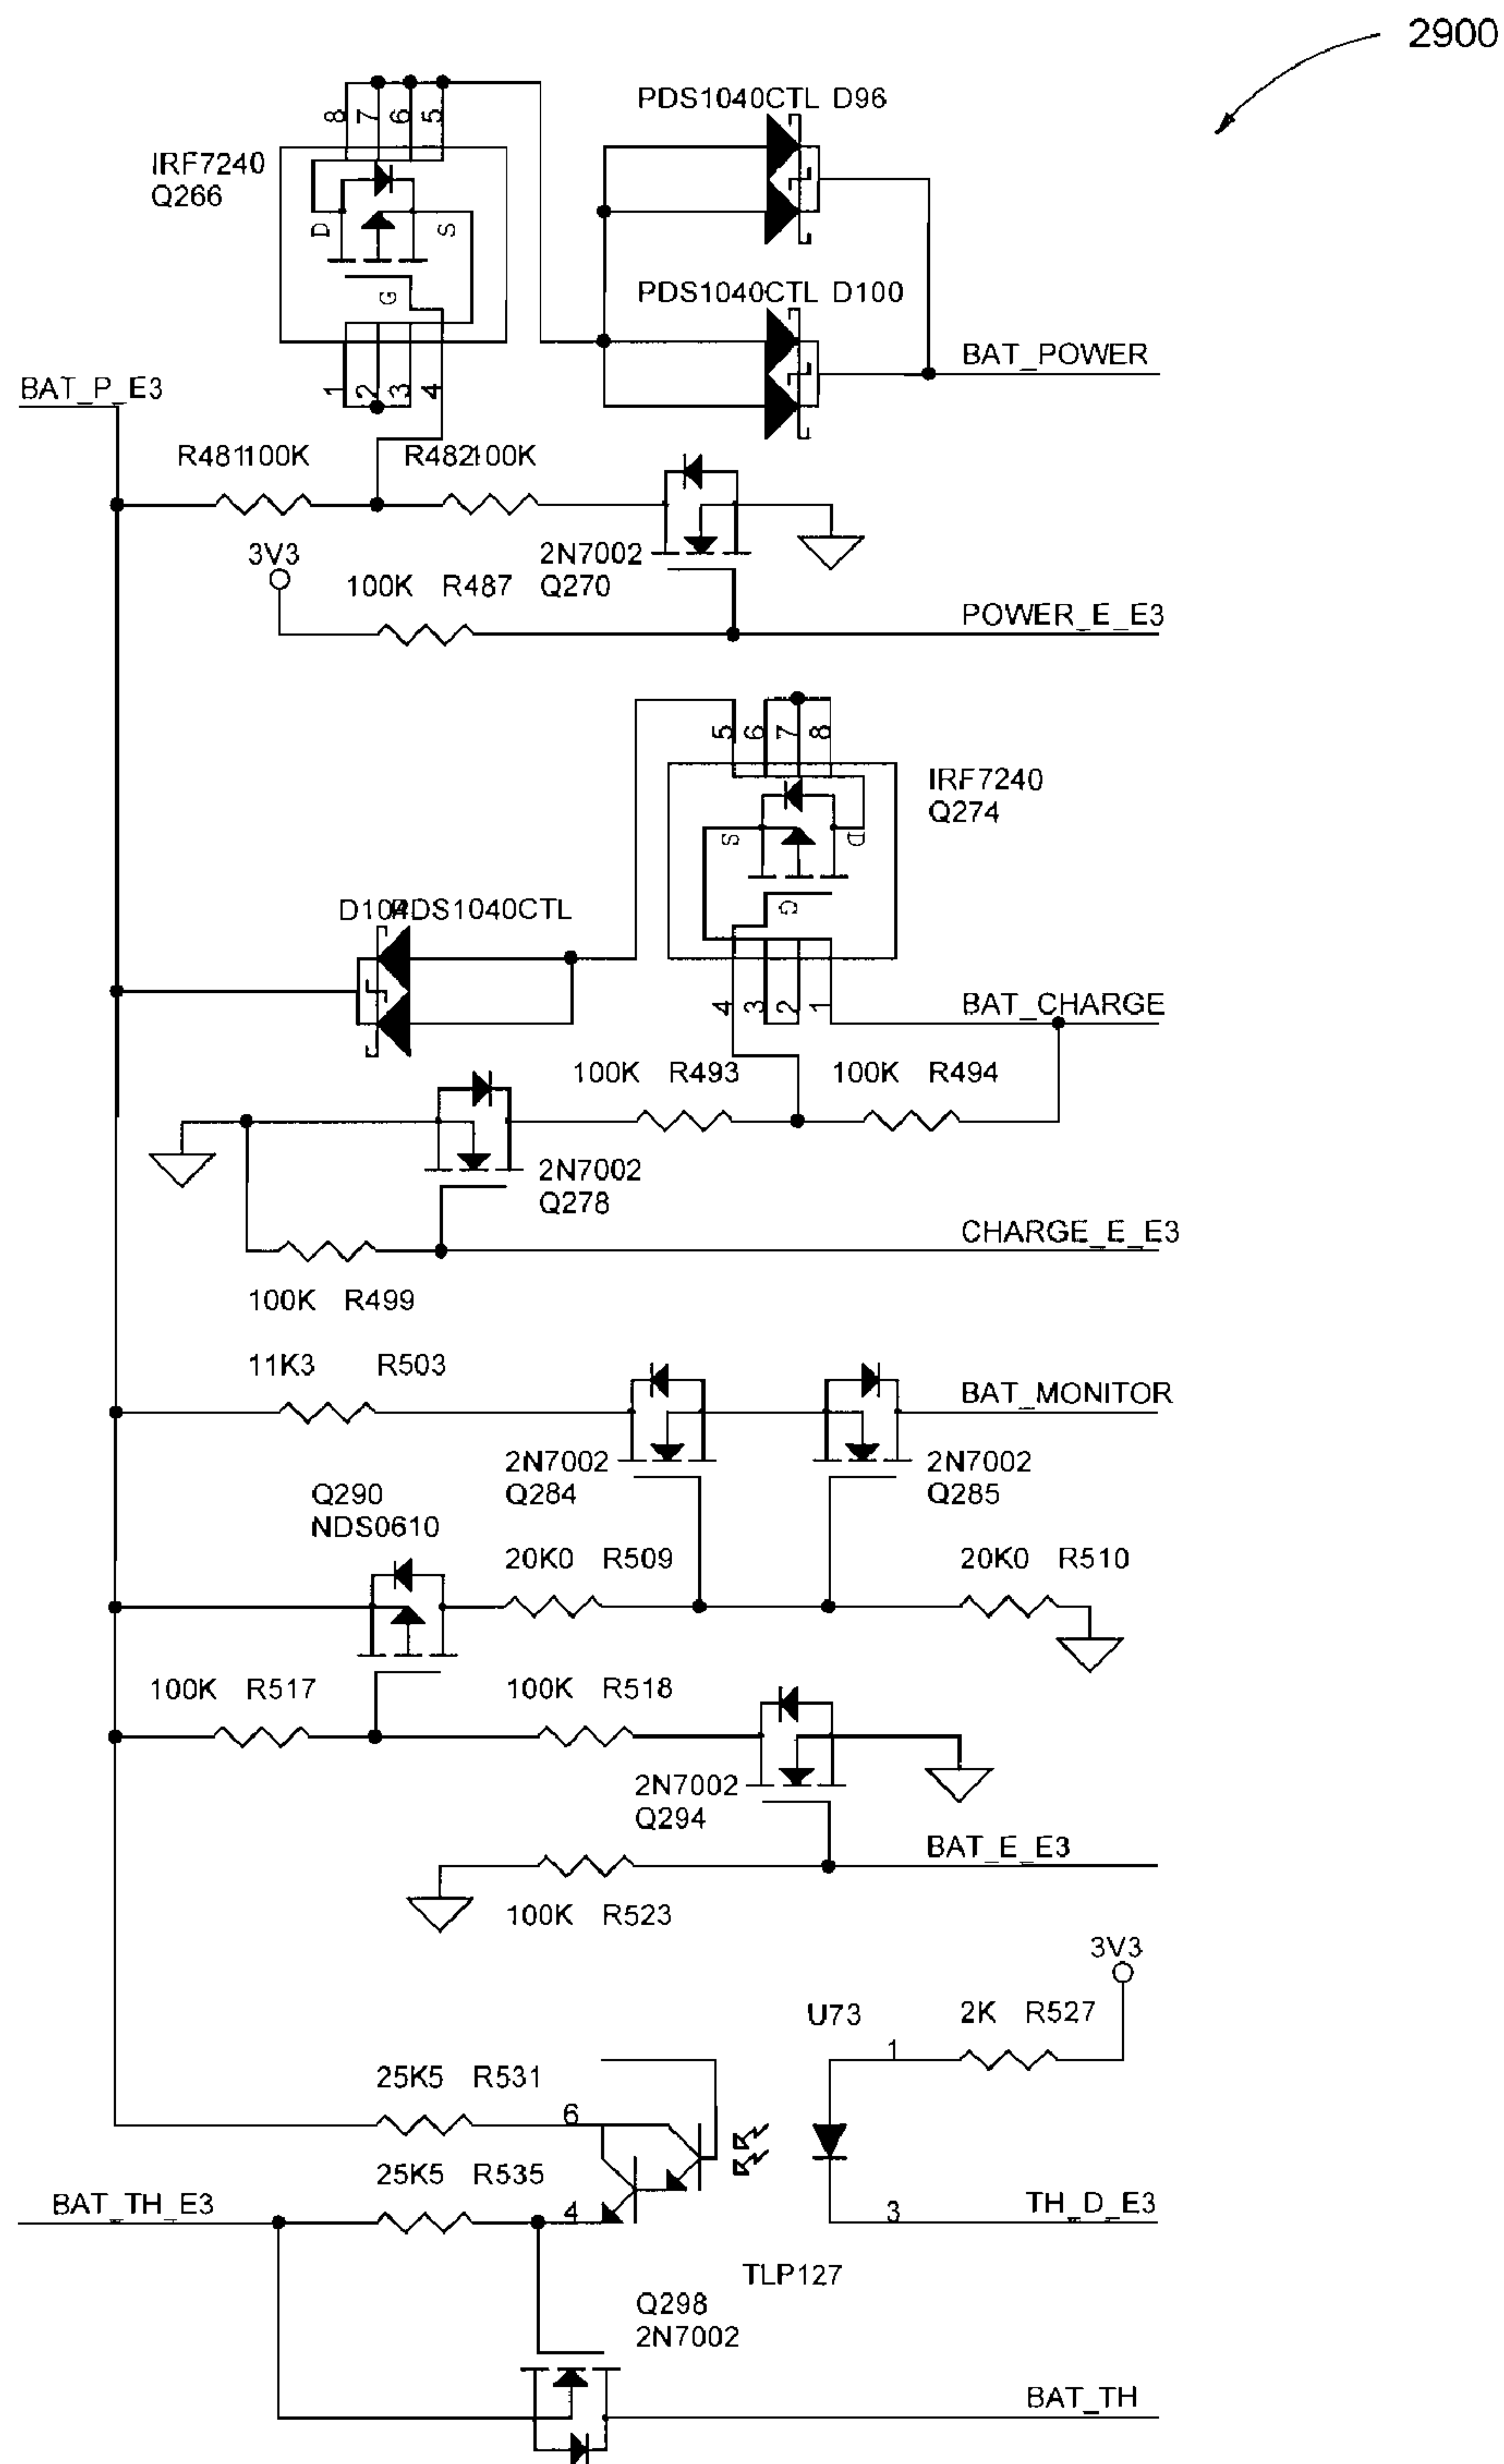 2900
PDS1040CTL D96
8 7 6 5
IRF7240
Q266
D S
G
PDS1040CTL D100
BAT_POWER
BAT_P_E3
1 2 3 4
R481 100K R482 100K
3V3
2N7002
Q270
100K R487
POWER_E_E3
5 6 7 8
IRF7240
Q274
S D
G
PDS1040CTL
4 3 2 1
BAT_CHARGE
100K R493 100K R494
2N7002
Q278
CHARGE_E_E3
100K R499
11K3 R503
BAT_MONITOR
2N7002
Q284
2N7002
Q285
Q290
NDS0610
20K0 R509 20K0 R510
100K R517 100K R518
2N7002
Q294
BAT_E_E3
100K R523
3V3
U73 2K R527
1
25K5 R531
6
25K5 R535
BAT_TH_E3
4 3
TH_D_E3
TLP127
Q298
2N7002
BAT_TH